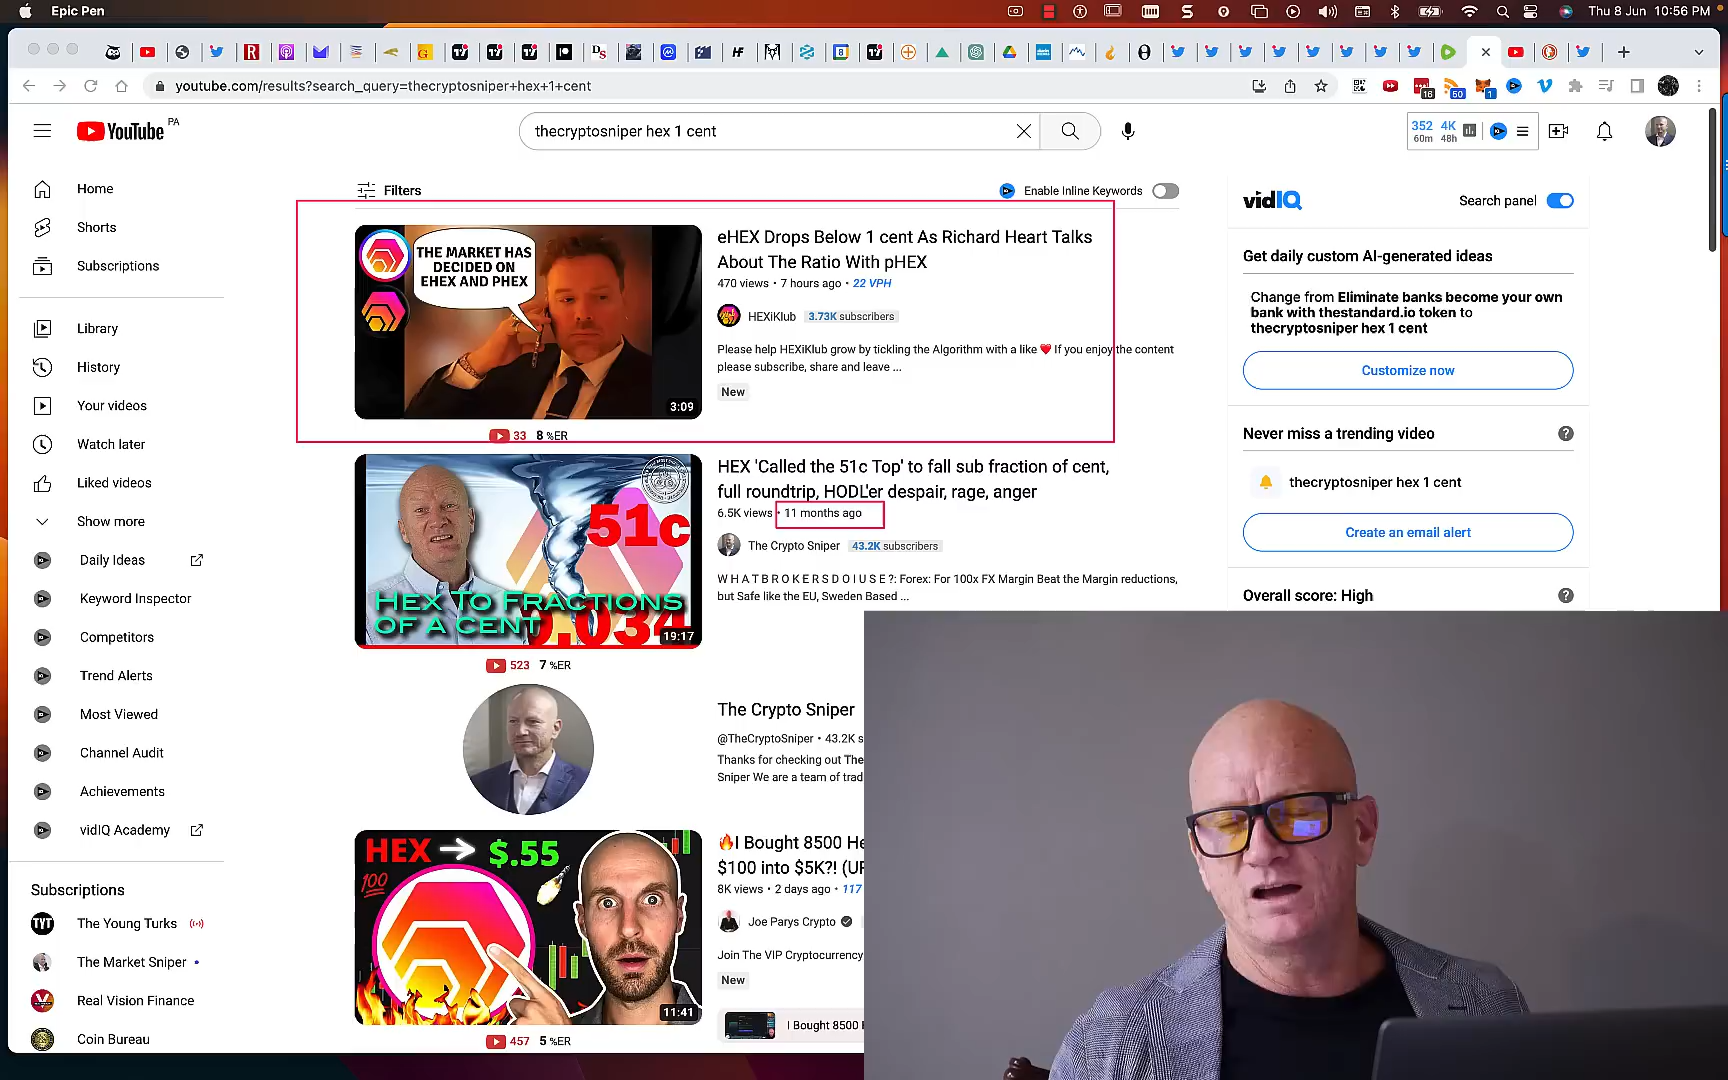 Epic Pen
Thu 8 Jun 10:56 PM
youtube.com/results?search_query=thecryptosniper+hex+1+cent
16
50
1
YouTube PA
thecryptosniper hex 1 cent
352 4K
60m 48h
Home
Shorts
Subscriptions
Library
History
Your videos
Watch later
Liked videos
Show more
Daily Ideas
Keyword Inspector
Competitors
Trend Alerts
Most Viewed
Channel Audit
Achievements
vidIQ Academy
Subscriptions
TYT
The Young Turks
The Market Sniper
Real Vision Finance
Coin Bureau
Filters
Enable Inline Keywords
THE MARKET HAS
DECIDED ON
EHEX AND PHEX
3:09
33 8 %ER
eHEX Drops Below 1 cent As Richard Heart Talks
About The Ratio With pHEX
470 views • 7 hours ago • 22 VPH
HEXiKlub 3.73K subscribers
Please help HEXiKlub grow by tickling the Algorithm with a like ❤️ If you enjoy the content
please subscribe, share and leave ...
New
51c
HEX TO FRACTIONS
OF A CENT
0.034
19:17
523 7 %ER
HEX 'Called the 51c Top' to fall sub fraction of cent,
full roundtrip, HODL'er despair, rage, anger
6.5K views • 11 months ago
The Crypto Sniper 43.2K subscribers
W H A T B R O K E R S D O I U S E ?: Forex: For 100x FX Margin Beat the Margin reductions,
but Safe like the EU, Sweden Based ...
The Crypto Sniper
@TheCryptoSniper • 43.2K s
Thanks for checking out The
Sniper We are a team of trad
HEX → $.55
100
11:41
457 5 %ER
🔥I Bought 8500 He
$100 into $5K?! (UP
8K views • 2 days ago • 117
Joe Parys Crypto
Join The VIP Cryptocurrency
New
I Bought 8500 H
vidIQ
Search panel
Get daily custom AI-generated ideas
Change from Eliminate banks become your own
bank with thestandard.io token to
thecryptosniper hex 1 cent
Customize now
Never miss a trending video
thecryptosniper hex 1 cent
Create an email alert
Overall score: High